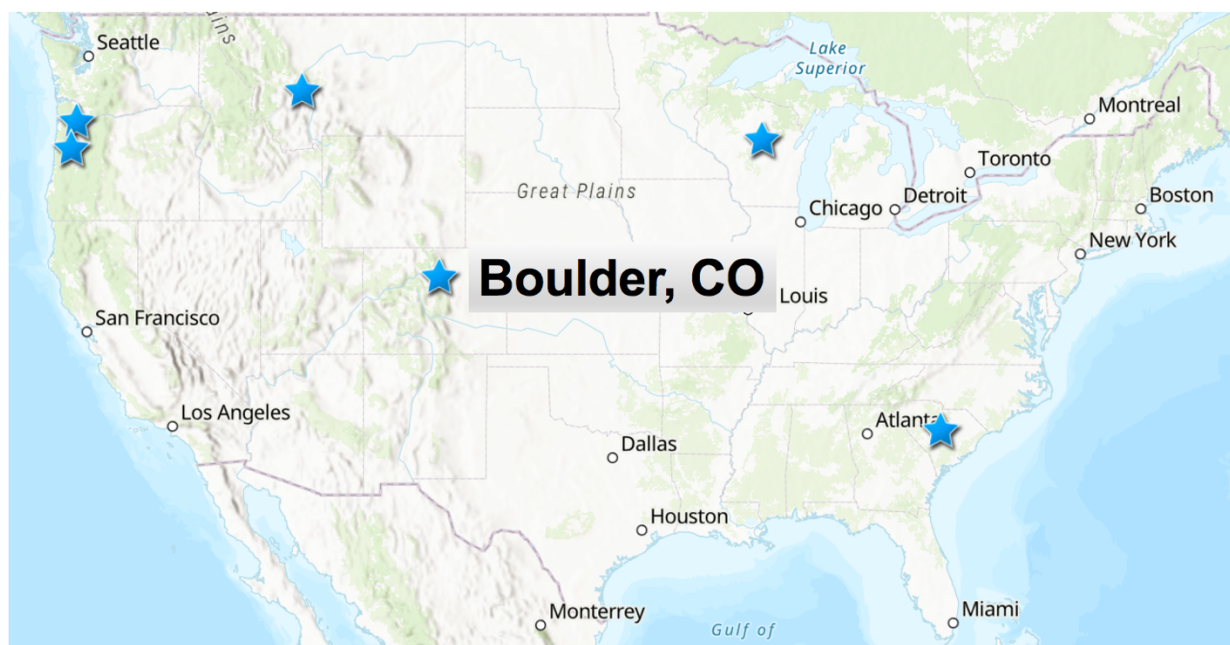 ains
Seattle
Lake
Superior
Montreal
Toronto
Great Plains
Chicago
Detroit
Boston
New York
Boulder, CO
Louis
San Francisco
Los Angeles
Atlanta
Dallas
Houston
Monterrey
Miami
Gulf of